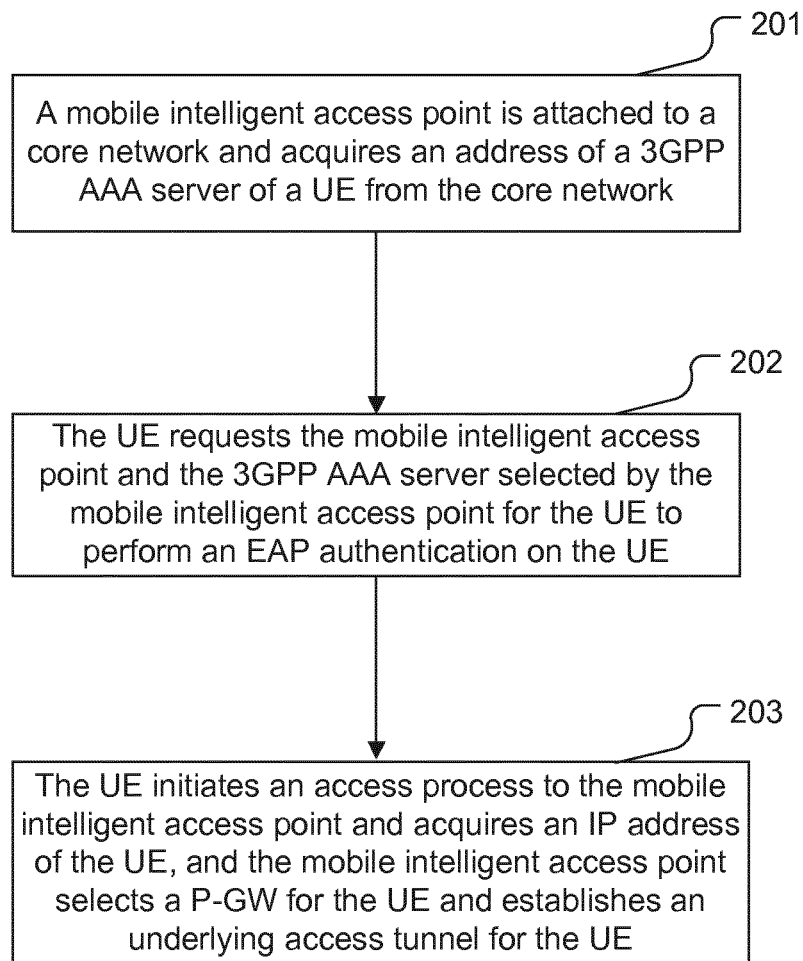 201
A mobile intelligent access point is attached to a
core network and acquires an address of a 3GPP
AAA server of a UE from the core network
202
The UE requests the mobile intelligent access
point and the 3GPP AAA server selected by the
mobile intelligent access point for the UE to
perform an EAP authentication on the UE
203
The UE initiates an access process to the mobile
intelligent access point and acquires an IP address
of the UE, and the mobile intelligent access point
selects a P-GW for the UE and establishes an
underlying access tunnel for the UE